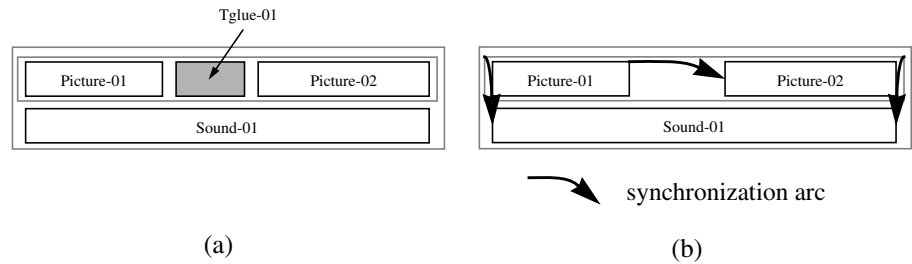 Tglue-01
Picture-01
Picture-02
Sound-01
(a)
Picture-01
Picture-02
Sound-01
synchronization arc
(b)